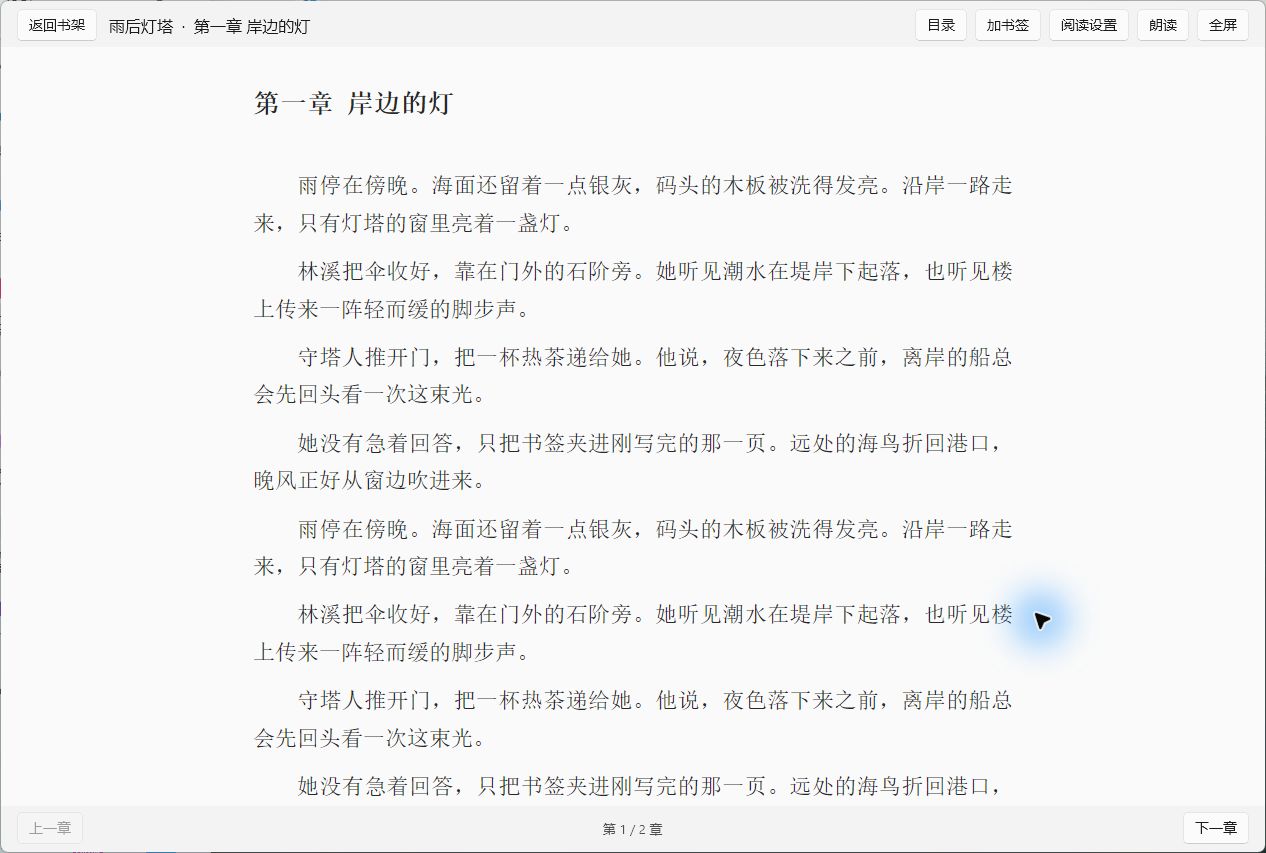 返回书架 雨后灯塔 · 第一章 岸边的灯 目录 加书签 阅读设置 朗读 全屏
第一章 岸边的灯
雨停在傍晚。海面还留着一点银灰，码头的木板被洗得发亮。沿岸一路走
来，只有灯塔的窗里亮着一盏灯。
林溪把伞收好，靠在门外的石阶旁。她听见潮水在堤岸下起落，也听见楼
上传来一阵轻而缓的脚步声。
守塔人推开门，把一杯热茶递给她。他说，夜色落下来之前，离岸的船总
会先回头看一次这束光。
她没有急着回答，只把书签夹进刚写完的那一页。远处的海鸟折回港口，
晚风正好从窗边吹进来。
雨停在傍晚。海面还留着一点银灰，码头的木板被洗得发亮。沿岸一路走
来，只有灯塔的窗里亮着一盏灯。
林溪把伞收好，靠在门外的石阶旁。她听见潮水在堤岸下起落，也听见楼
上传来一阵轻而缓的脚步声。
守塔人推开门，把一杯热茶递给她。他说，夜色落下来之前，离岸的船总
会先回头看一次这束光。
她没有急着回答，只把书签夹进刚写完的那一页。远处的海鸟折回港口，
上一章 第 1 / 2 章 下一章